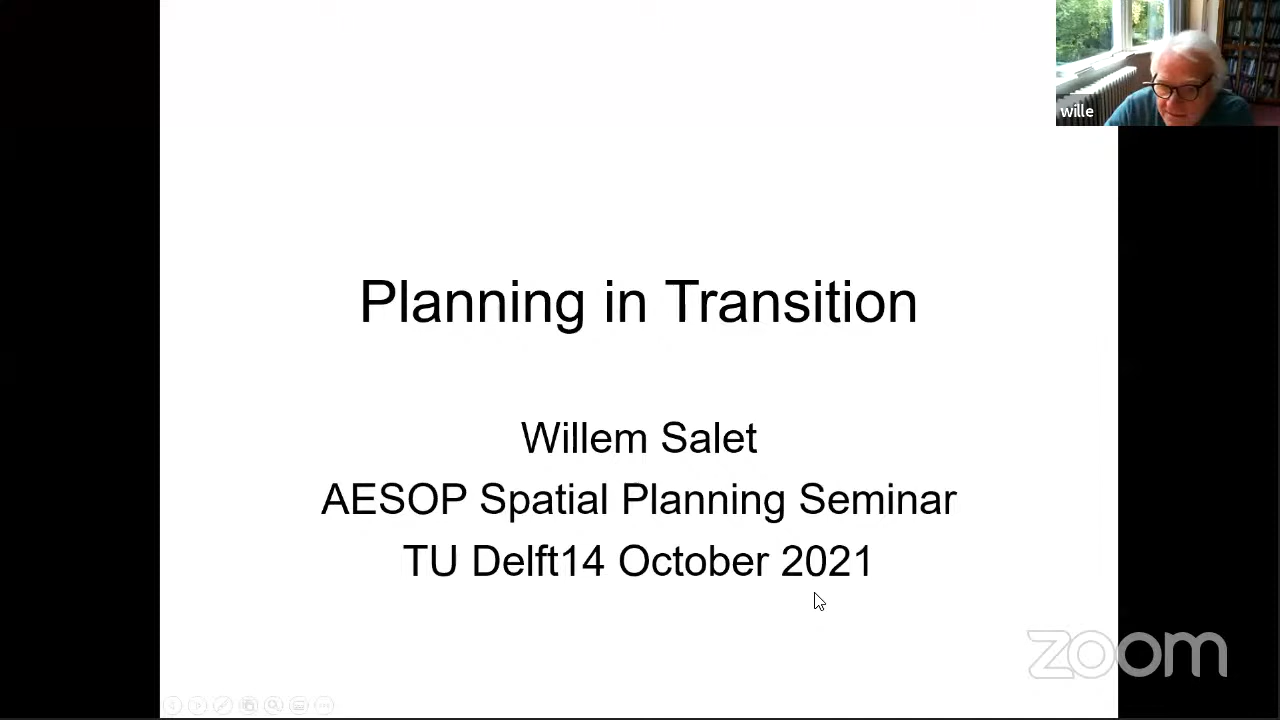 wille
Planning in Transition
Willem Salet
AESOP Spatial Planning Seminar
TU Delft14 October 2021
zoom